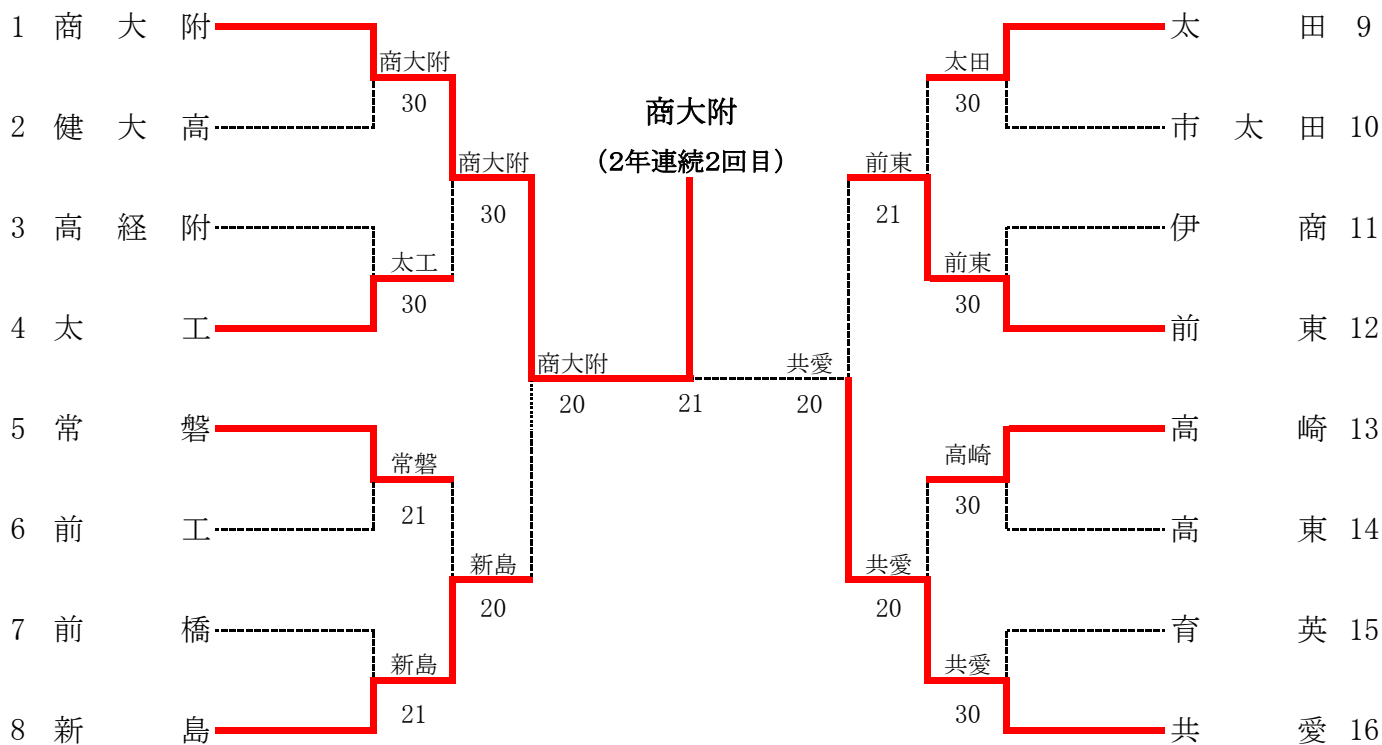 1 商大附
商大附
30
2 健大高
商大附
30
3 高経附
太工
30
4 太工
商大附
20
5 常磐
常磐
21
6 前工
新島
20
7 前橋
新島
21
8 新島
商大附
(2年連続2回目)
21
太田 9
太田
30
市太田 10
前東
21
伊商 11
前東
30
前東 12
共愛
20
高崎 13
高崎
30
高東 14
共愛
20
育英 15
共愛
30
共愛 16